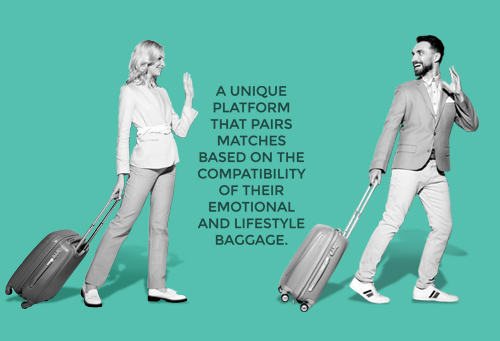 A UNIQUE
PLATFORM
THAT PAIRS
MATCHES
BASED ON THE
COMPATIBILITY
OF THEIR
EMOTIONAL
AND LIFESTYLE
BAGGAGE.